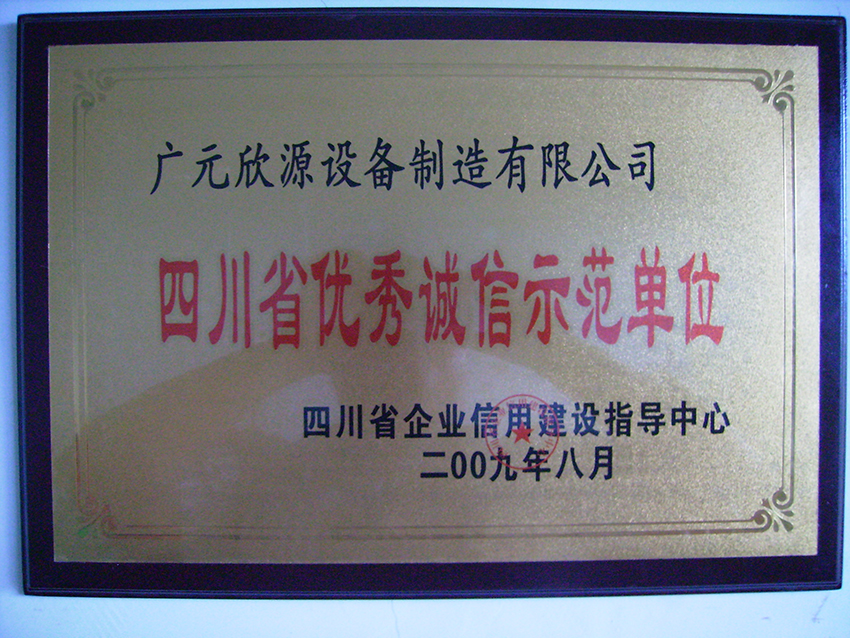 广元欣源设备制造有限公司
四川省优秀诚信示范单位
四川省企业信用建设指导中心
二00九年八月